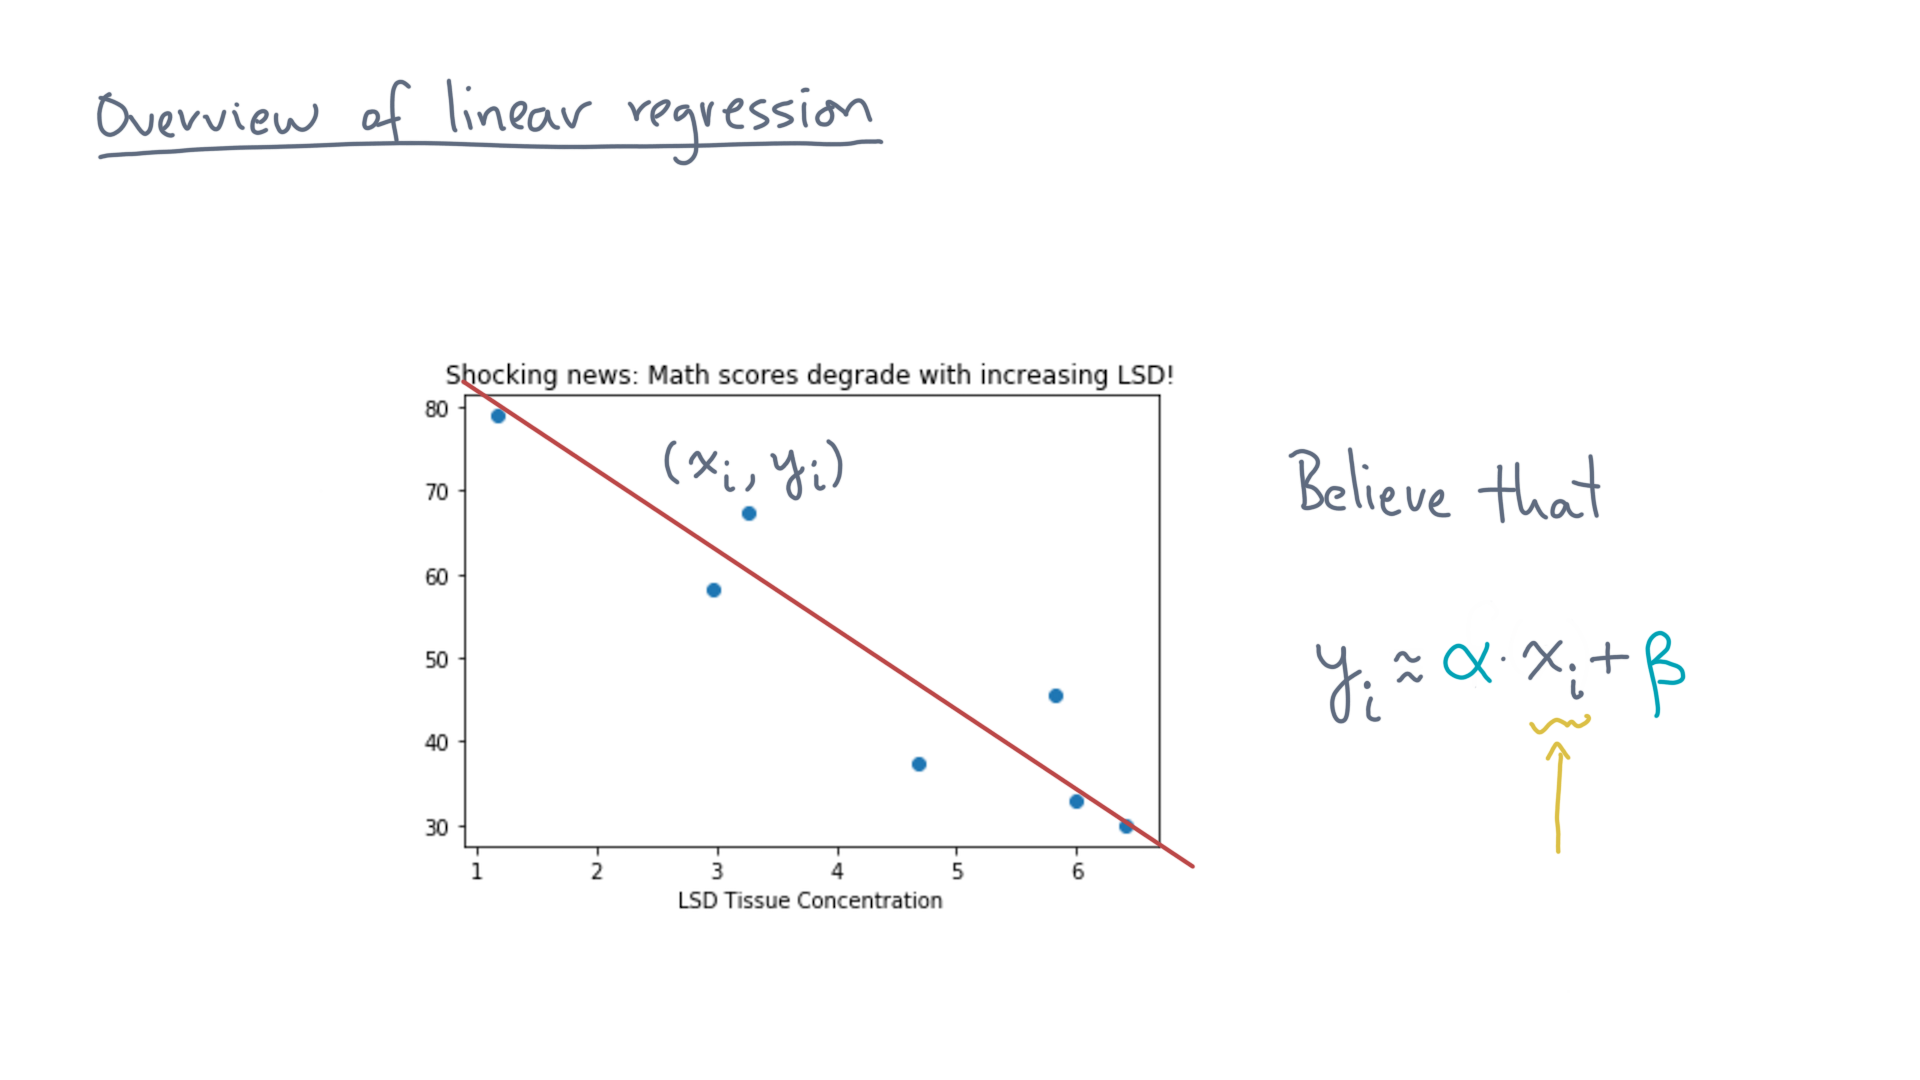 Overview of linear regression
Shocking news: Math scores degrade with increasing LSD!
80
70
60
50
40
30
(xᵢ, yᵢ)
1 2 3 4 5 6
LSD Tissue Concentration
Believe that
yᵢ ≈ α · xᵢ + β